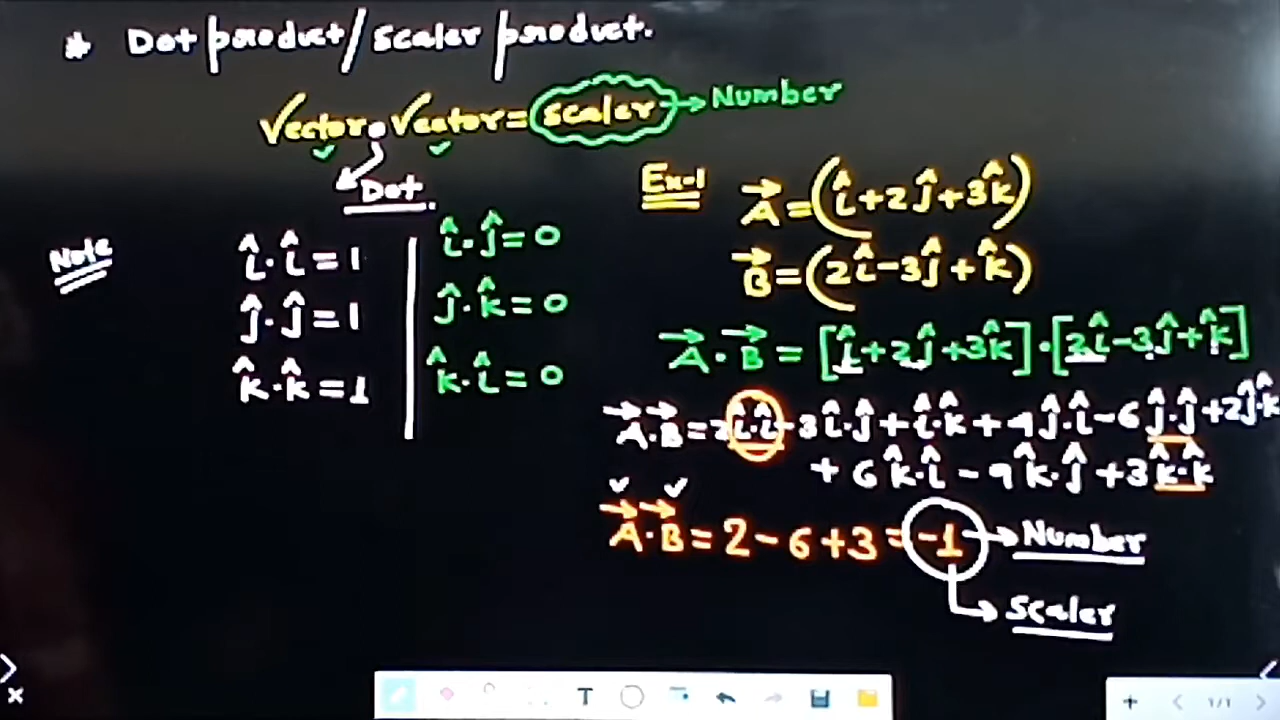 * Dot product/scaler product.
Vector . Vector = scaler → Number
Dot.
Note
î·î = 1
ĵ·ĵ = 1
k̂·k̂ = 1
î·ĵ = 0
ĵ·k̂ = 0
k̂·î = 0
Ex-1
A⃗ = (î+2ĵ+3k̂)
B⃗ = (2î-3ĵ+k̂)
A⃗·B⃗ = [î+2ĵ+3k̂]·[2î-3ĵ+k̂]
A⃗·B⃗ = 2î·î-3î·ĵ+î·k̂+4ĵ·î-6ĵ·ĵ+2ĵ·k̂
+6k̂·î-9k̂·ĵ+3k̂·k̂
A⃗·B⃗ = 2-6+3 = -1 → Number
→ scaler
T
1/1